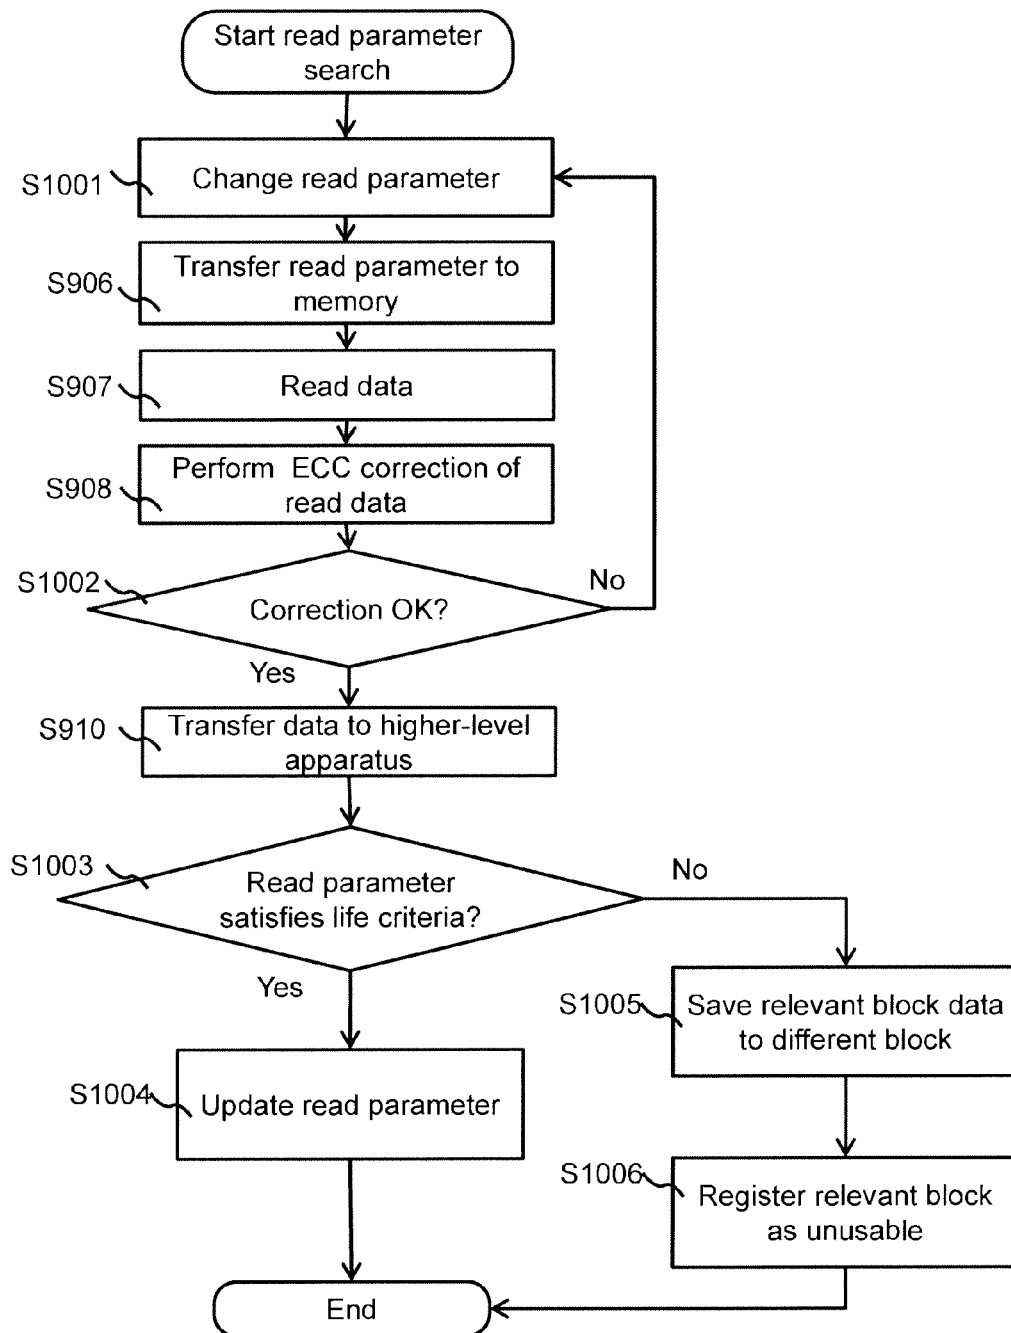 Start read parameter
search
S1001
Change read parameter
S906
Transfer read parameter to
memory
S907
Read data
S908
Perform ECC correction of
read data
S1002
Correction OK?
No
Yes
S910
Transfer data to higher-level
apparatus
S1003
Read parameter
satisfies life criteria?
No
Yes
S1005
Save relevant block data
to different block
S1004
Update read parameter
S1006
Register relevant block
as unusable
End